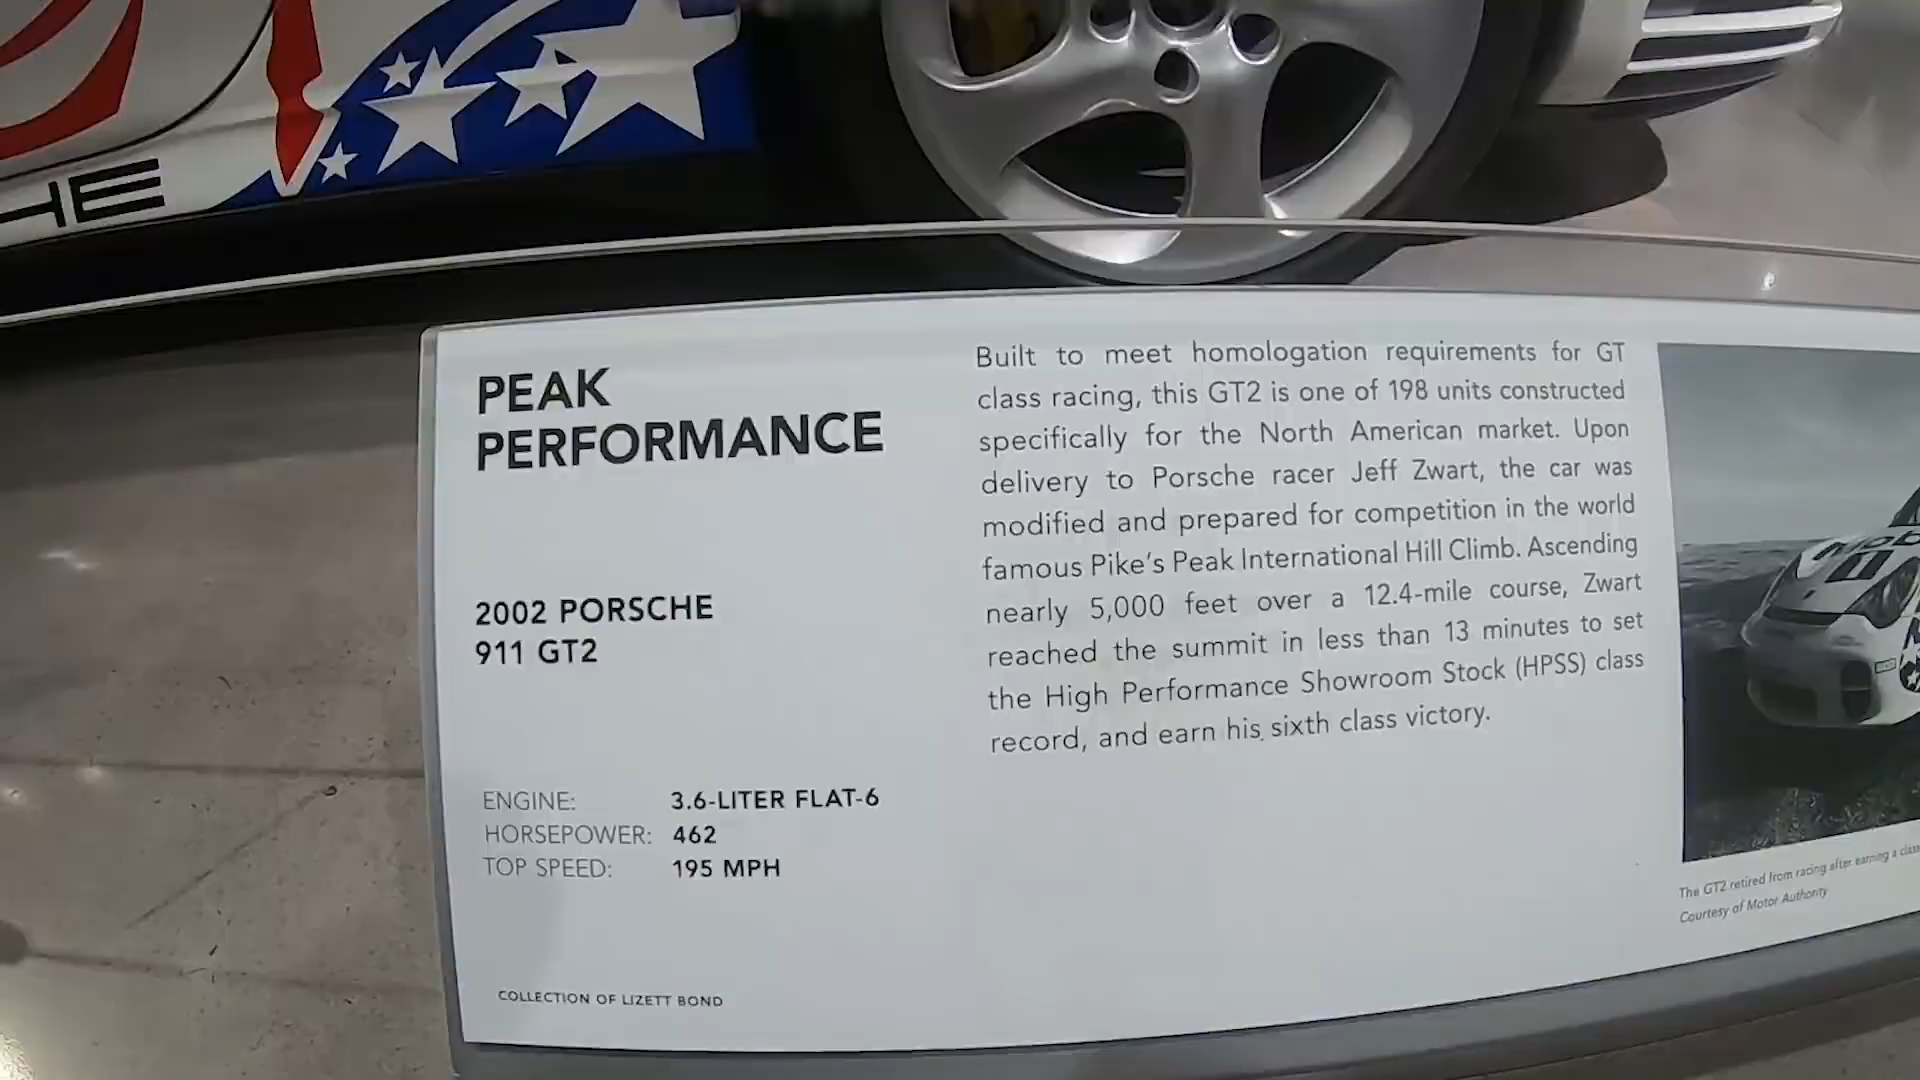 HE
PEAK
PERFORMANCE
2002 PORSCHE
911 GT2
ENGINE: 3.6-LITER FLAT-6
HORSEPOWER: 462
TOP SPEED: 195 MPH
COLLECTION OF LIZETT BOND
Built to meet homologation requirements for GT
class racing, this GT2 is one of 198 units constructed
specifically for the North American market. Upon
delivery to Porsche racer Jeff Zwart, the car was
modified and prepared for competition in the world
famous Pike's Peak International Hill Climb. Ascending
nearly 5,000 feet over a 12.4-mile course, Zwart
reached the summit in less than 13 minutes to set
the High Performance Showroom Stock (HPSS) class
record, and earn his sixth class victory.
The GT2 retired from racing after earning a class
Courtesy of Motor Authority